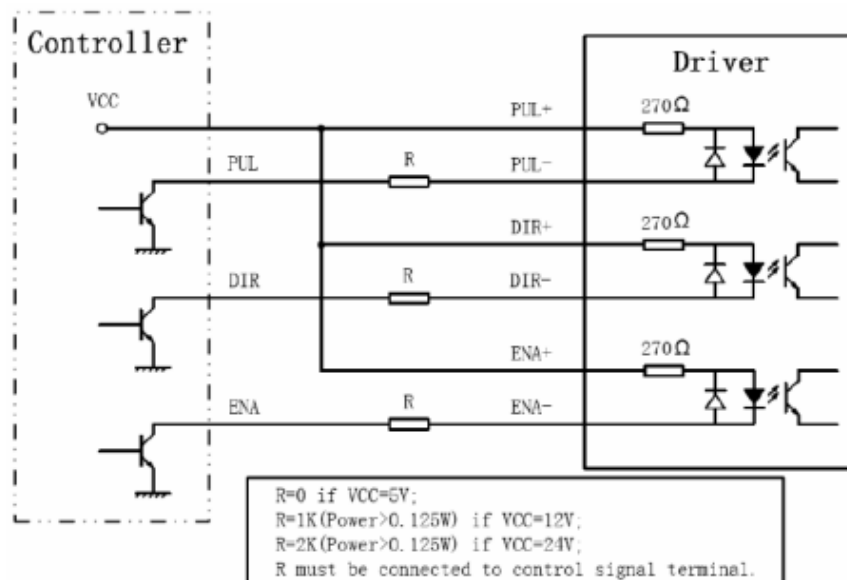 Controller
Driver
VCC
PUL+
270Ω
PUL
R
PUL-
DIR+
270Ω
DIR
R
DIR-
ENA+
270Ω
ENA
R
ENA-
R=0 if VCC=5V;
R=1K(Power>0.125W) if VCC=12V;
R=2K(Power>0.125W) if VCC=24V;
R must be connected to control signal terminal.